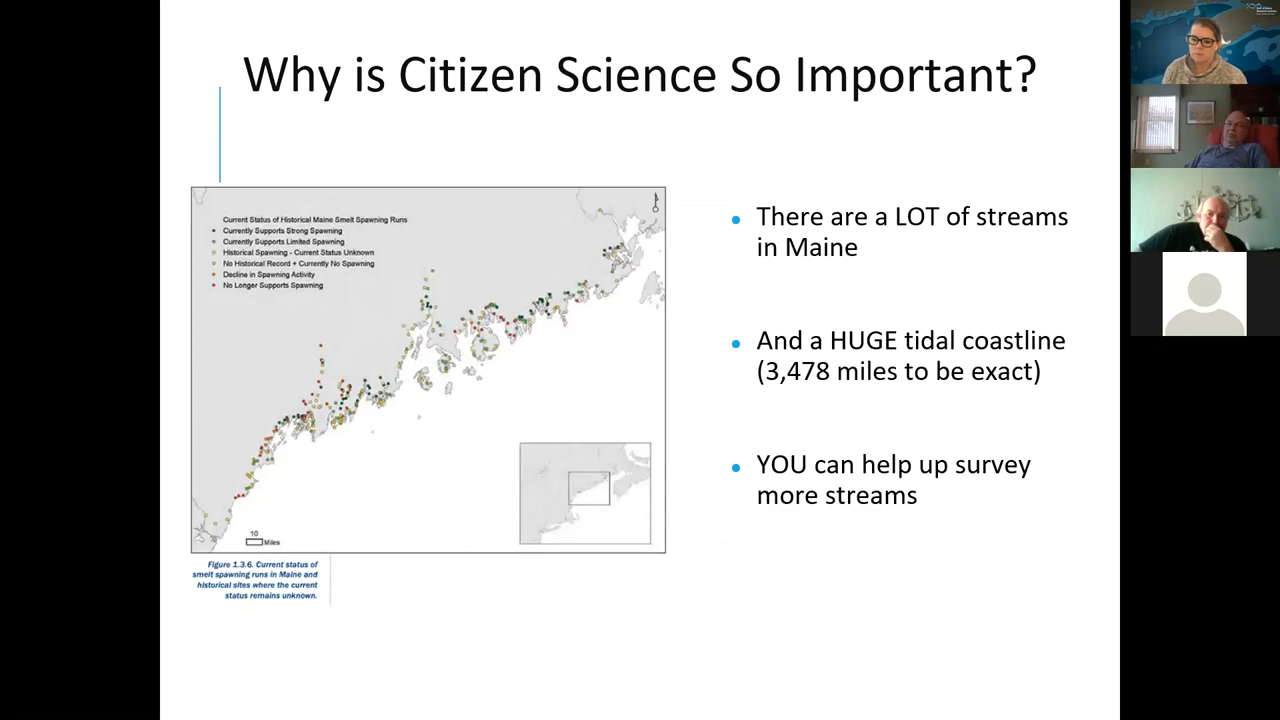 Why is Citizen Science So Important?
Current Status of Historical Maine Smelt Spawning Runs
Currently Supports Strong Spawning
Currently Supports Limited Spawning
Historical Spawning - Current Status Unknown
No Historical Record + Currently No Spawning
Decline in Spawning Activity
No Longer Supports Spawning
10
Miles
Figure 1.3.6. Current status of
smelt spawning runs in Maine and
historical sites where the current
status remains unknown.
• There are a LOT of streams
in Maine
• And a HUGE tidal coastline
(3,478 miles to be exact)
• YOU can help up survey
more streams